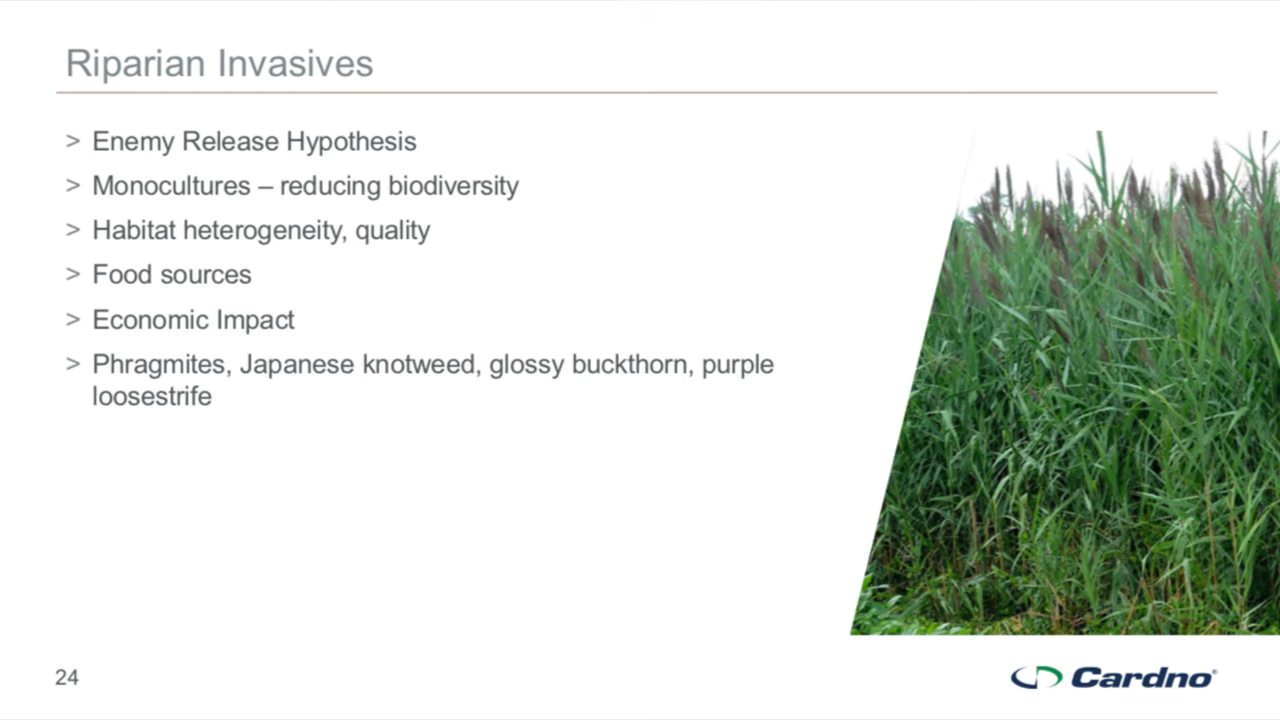 Riparian Invasives
> Enemy Release Hypothesis
> Monocultures – reducing biodiversity
> Habitat heterogeneity, quality
> Food sources
> Economic Impact
> Phragmites, Japanese knotweed, glossy buckthorn, purple
loosestrife
24
Cardno®